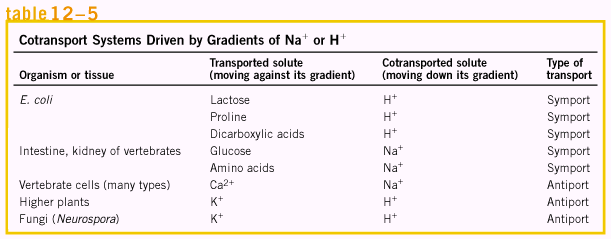 table 12–5
Cotransport Systems Driven by Gradients of Na⁺ or H⁺
Organism or tissue Transported solute (moving against its gradient) Cotransported solute (moving down its gradient) Type of transport
E. coli Lactose H⁺ Symport
Proline H⁺ Symport
Dicarboxylic acids H⁺ Symport
Intestine, kidney of vertebrates Glucose Na⁺ Symport
Amino acids Na⁺ Symport
Vertebrate cells (many types) Ca²⁺ Na⁺ Antiport
Higher plants K⁺ H⁺ Antiport
Fungi (Neurospora) K⁺ H⁺ Antiport